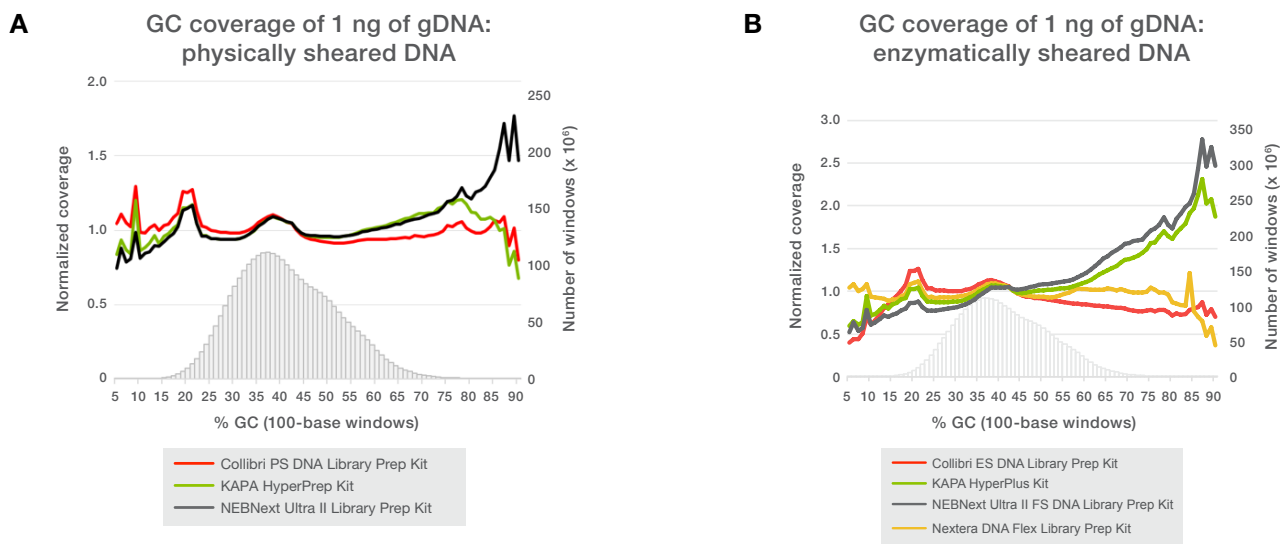 A
GC coverage of 1 ng of gDNA:
physically sheared DNA
2.0
1.5
1.0
0.5
0
Normalized coverage
250
200
150
100
50
0
Number of windows (x 10⁶)
5 10 15 20 25 30 35 40 45 50 55 60 65 70 75 80 85 90
% GC (100-base windows)
Collibri PS DNA Library Prep Kit
KAPA HyperPrep Kit
NEBNext Ultra II Library Prep Kit
B
GC coverage of 1 ng of gDNA:
enzymatically sheared DNA
3.0
2.5
2.0
1.5
1.0
0.5
0
Normalized coverage
350
300
250
200
150
100
50
0
Number of windows (x 10⁶)
5 10 15 20 25 30 35 40 45 50 55 60 65 70 75 80 85 90
% GC (100-base windows)
Collibri ES DNA Library Prep Kit
KAPA HyperPlus Kit
NEBNext Ultra II FS DNA Library Prep Kit
Nextera DNA Flex Library Prep Kit